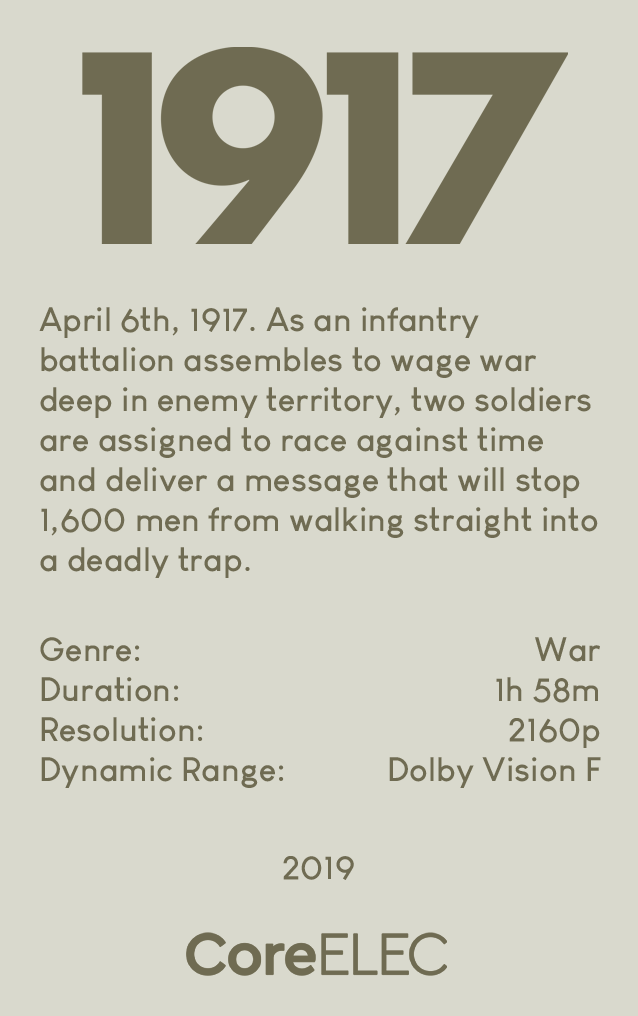 1917
April 6th, 1917. As an infantry
battalion assembles to wage war
deep in enemy territory, two soldiers
are assigned to race against time
and deliver a message that will stop
1,600 men from walking straight into
a deadly trap.
Genre: War
Duration: 1h 58m
Resolution: 2160p
Dynamic Range: Dolby Vision F
2019
CoreELEC